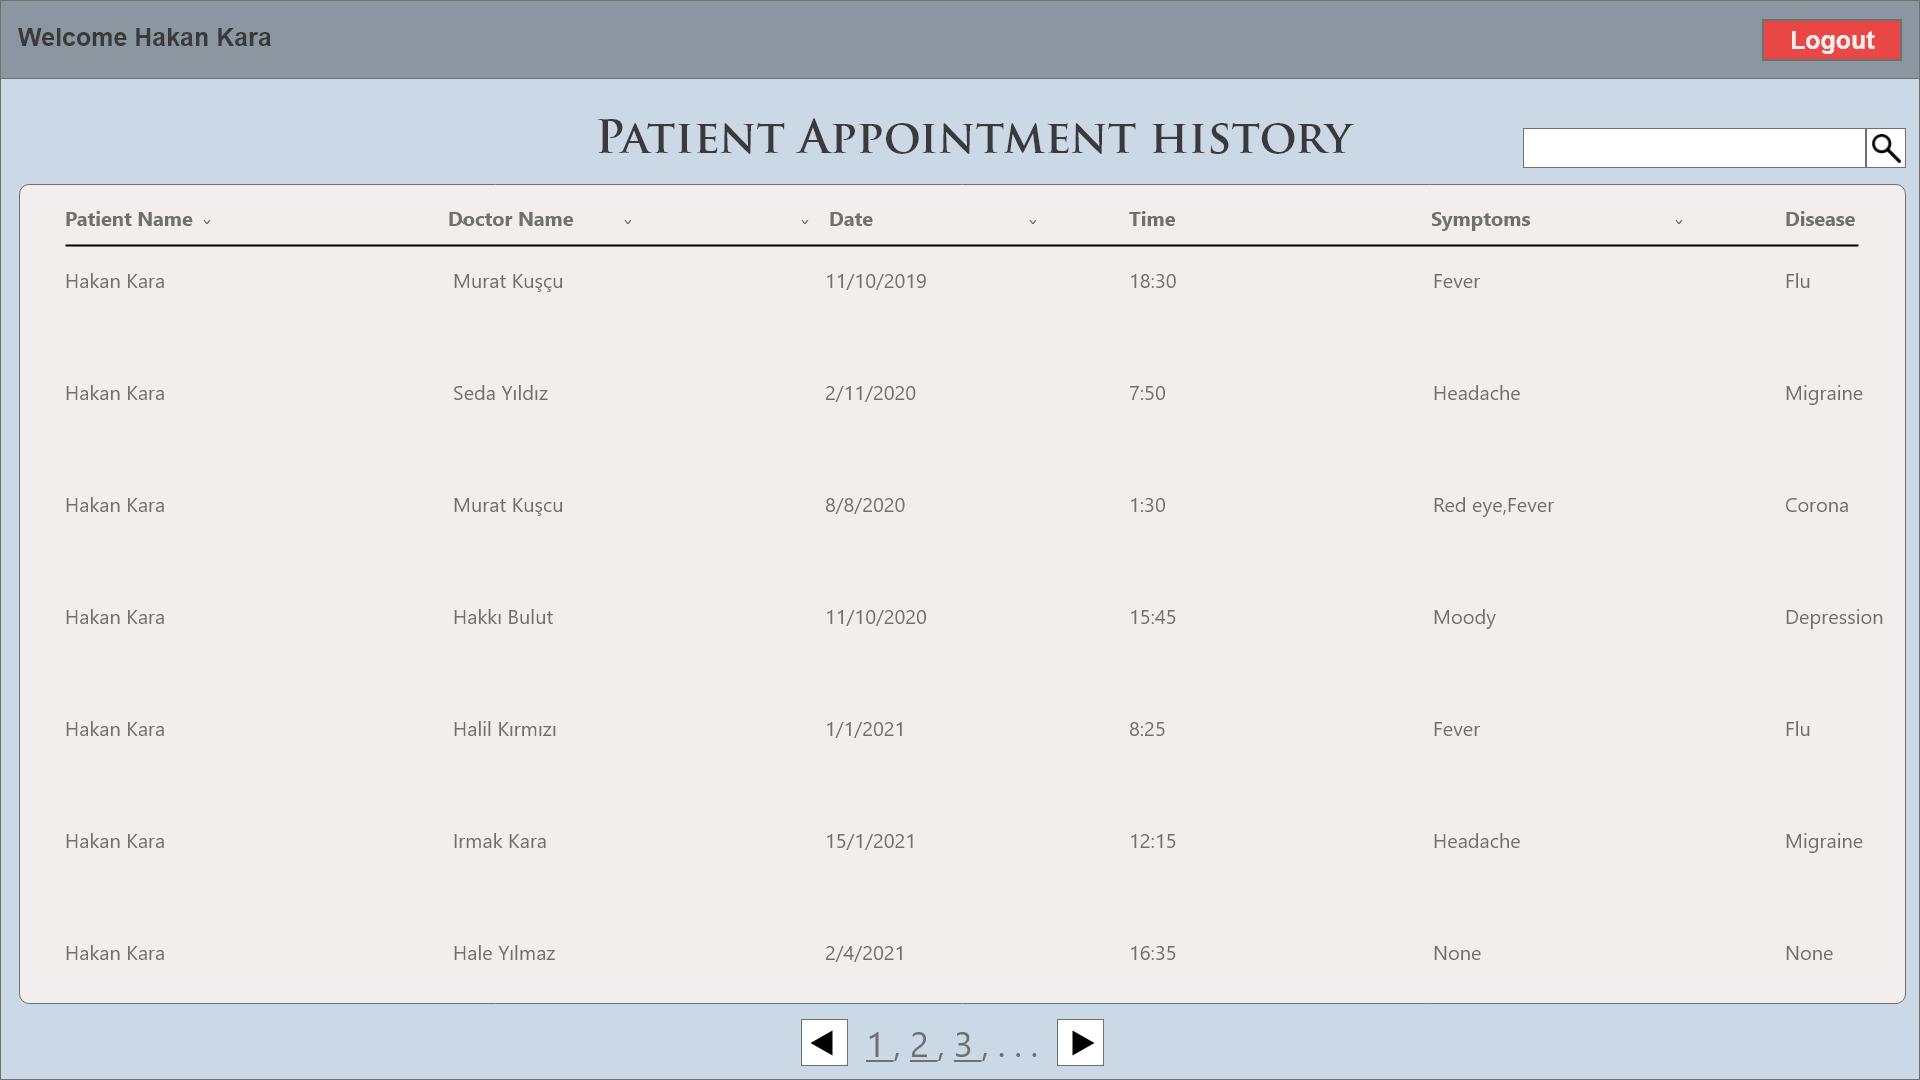 Welcome Hakan Kara
Logout
Patient Appointment history
Patient Name Doctor Name Date Time Symptoms Disease
Hakan Kara Murat Kuşçu 11/10/2019 18:30 Fever Flu
Hakan Kara Seda Yıldız 2/11/2020 7:50 Headache Migraine
Hakan Kara Murat Kuşcu 8/8/2020 1:30 Red eye,Fever Corona
Hakan Kara Hakkı Bulut 11/10/2020 15:45 Moody Depression
Hakan Kara Halil Kırmızı 1/1/2021 8:25 Fever Flu
Hakan Kara Irmak Kara 15/1/2021 12:15 Headache Migraine
Hakan Kara Hale Yılmaz 2/4/2021 16:35 None None
1 , 2 , 3 , . . .